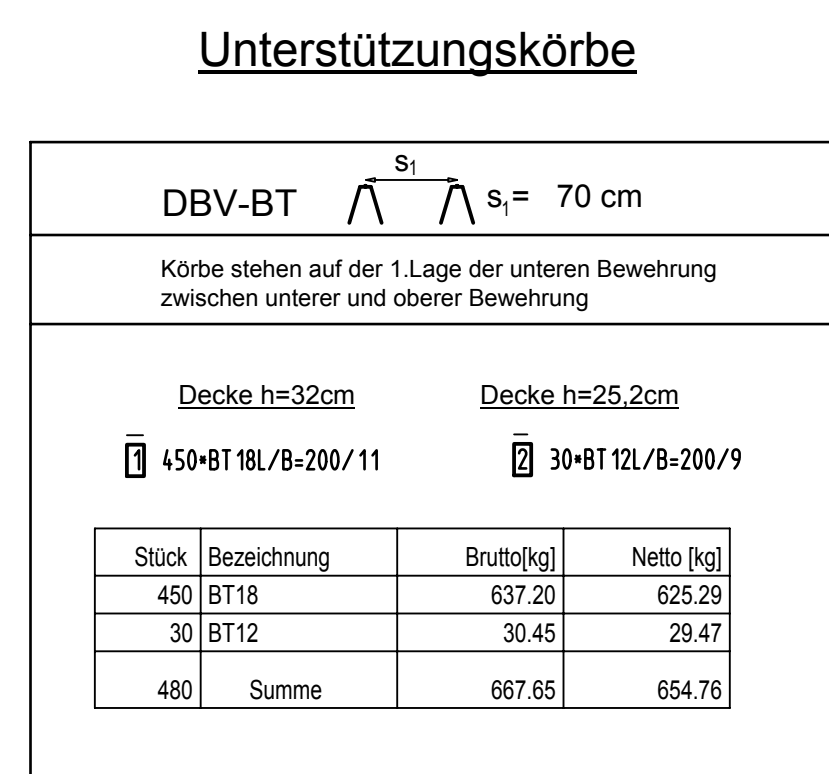 Unterstützungskörbe
s1
DBV-BT s1= 70 cm
Körbe stehen auf der 1.Lage der unteren Bewehrung
zwischen unterer und oberer Bewehrung
Decke h=32cm Decke h=25,2cm
1 450*BT 18L/B=200/11 2 30*BT 12L/B=200/9
Stück Bezeichnung Brutto[kg] Netto [kg]
450 BT18 637.20 625.29
30 BT12 30.45 29.47
480 Summe 667.65 654.76